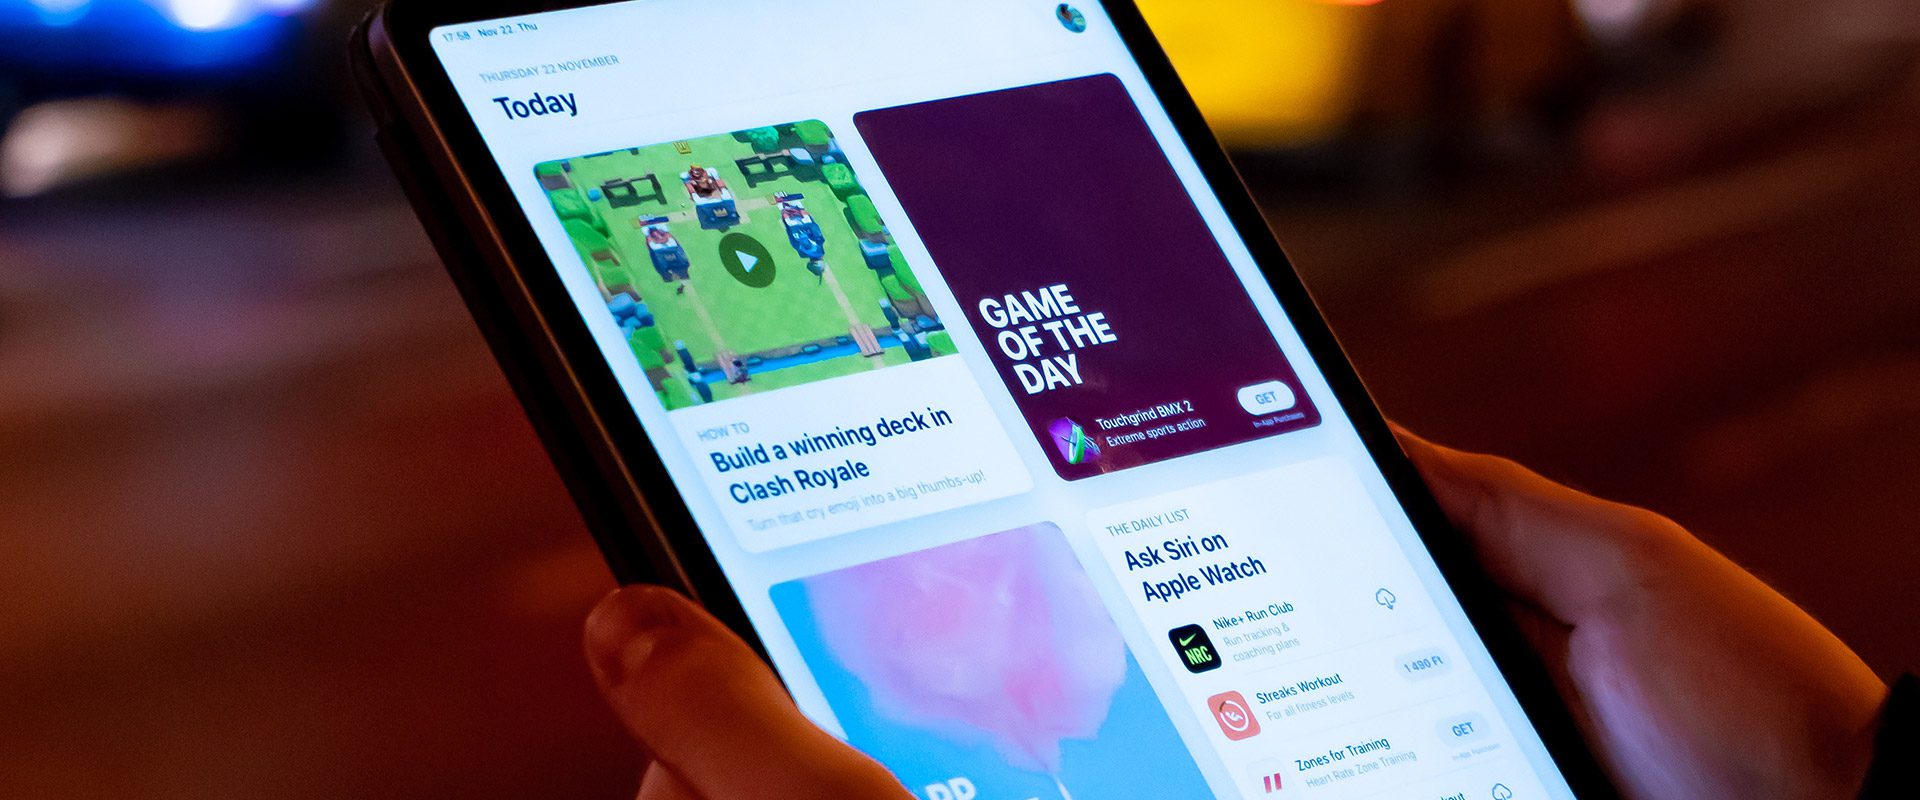 17:58 Nov 22. Thu
THURSDAY 22 NOVEMBER
Today
HOW TO
Build a winning deck in
Clash Royale
Turn that cry emoji into a big thumbs-up!
GAME
OF THE
DAY
Touchgrind BMX 2
Extreme sports action
GET
In-App Purchases
THE DAILY LIST
Ask Siri on
Apple Watch
NRC
Nike+ Run Club
Run tracking &
coaching plans
Streaks Workout
For all fitness levels
1 490 Ft
Zones for Training
Heart Rate Zone Training
GET
In-App Purchases